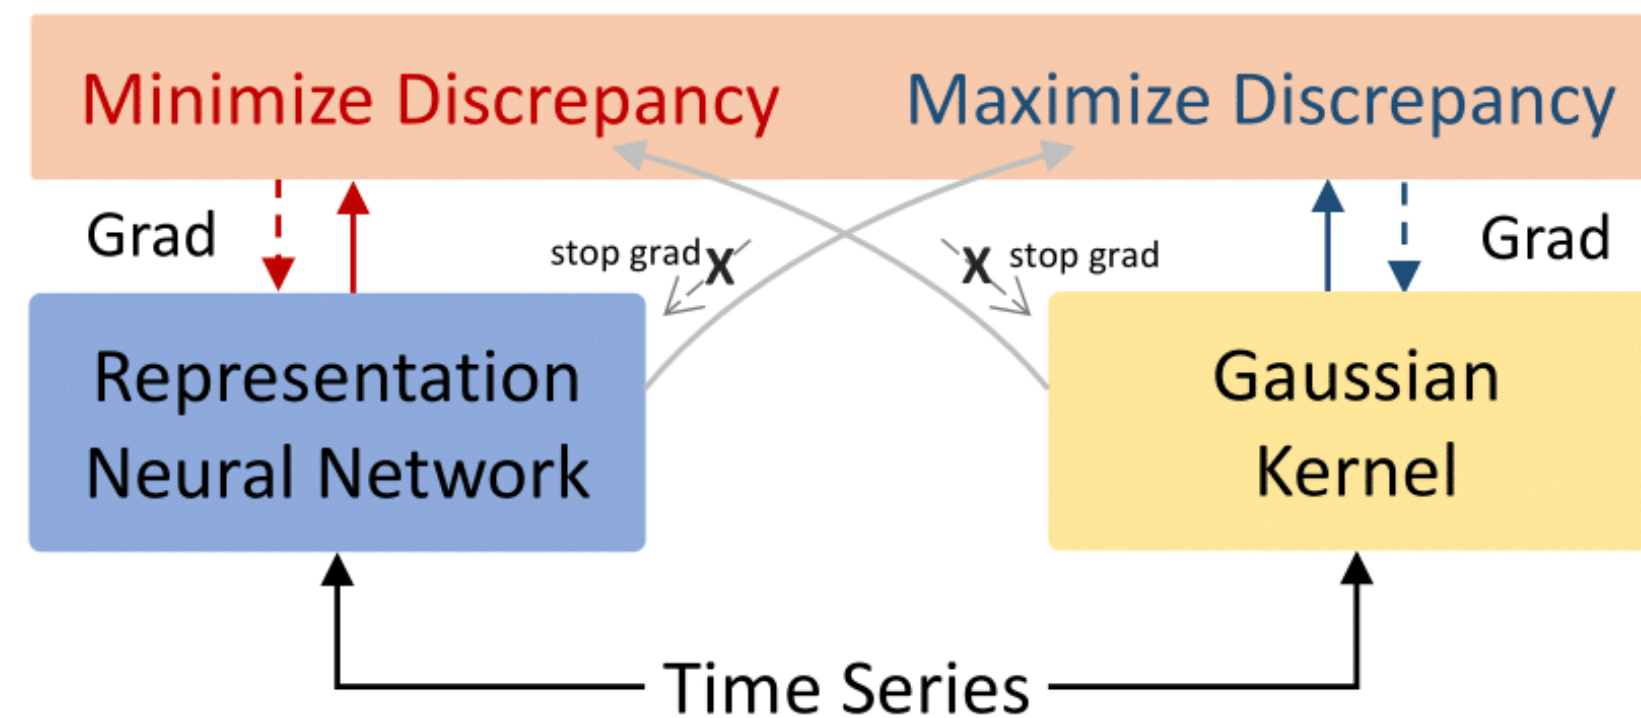 Minimize Discrepancy
Maximize Discrepancy
Grad
stop grad
X
X
stop grad
Grad
Representation
Neural Network
Gaussian
Kernel
Time Series